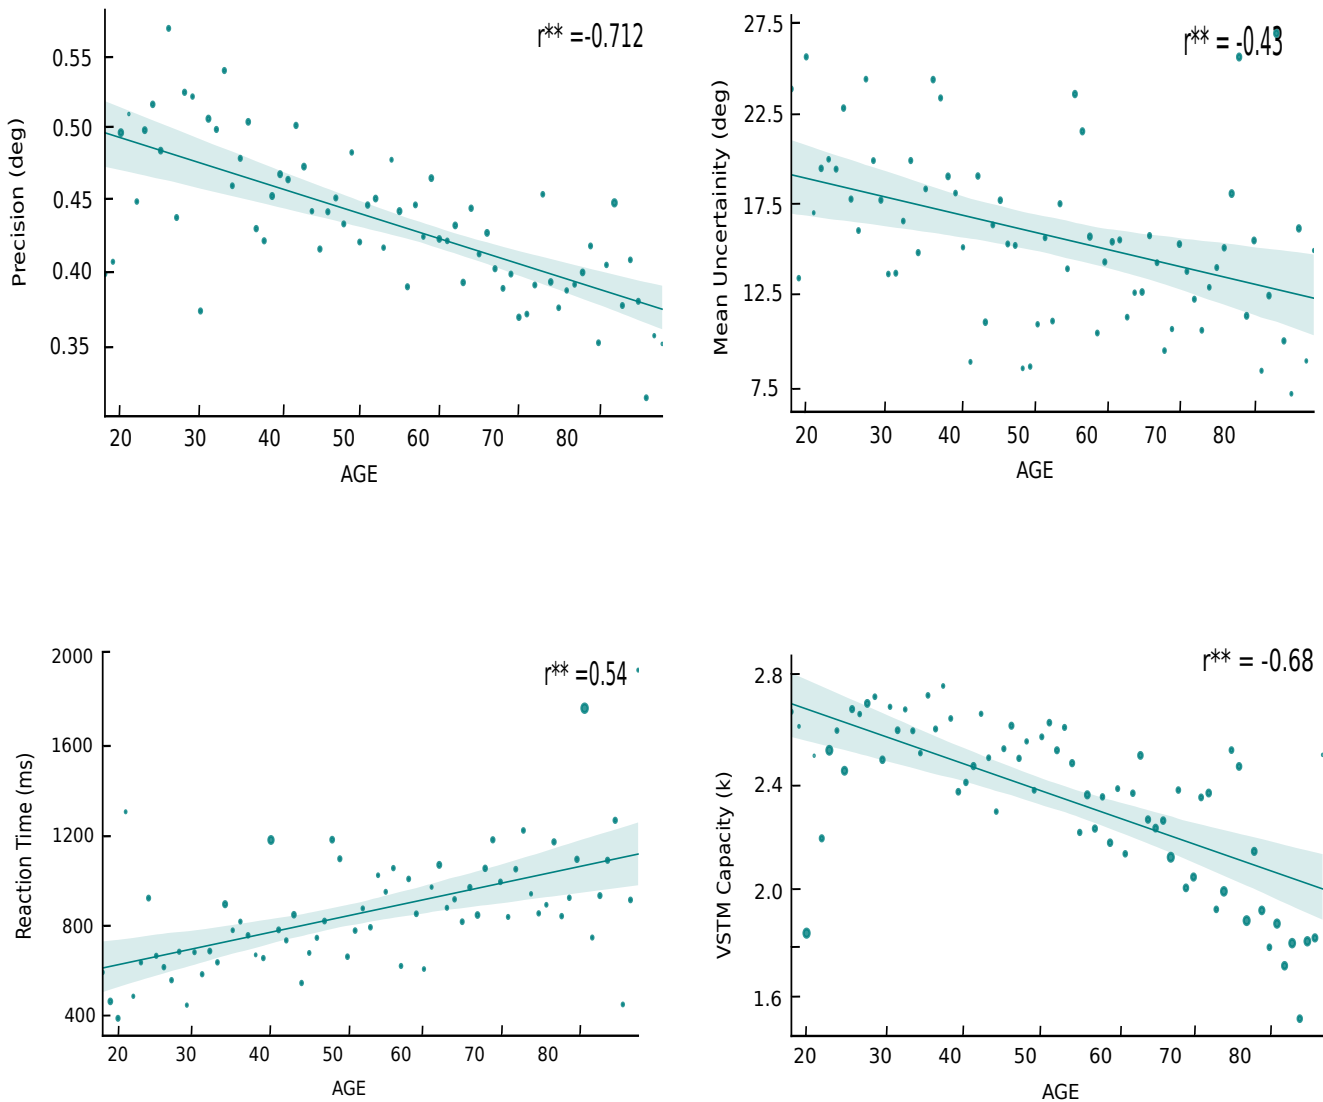 r** =-0.712
0.55
0.50
0.45
0.40
0.35
Precision (deg)
20 30 40 50 60 70 80
AGE
r** = -0.43
27.5
22.5
17.5
12.5
7.5
Mean Uncertainity (deg)
20 30 40 50 60 70 80
AGE
r** =0.54
2000
1600
1200
800
400
Reaction Time (ms)
20 30 40 50 60 70 80
AGE
r** = -0.68
2.8
2.4
2.0
1.6
VSTM Capacity (k)
20 30 40 50 60 70 80
AGE